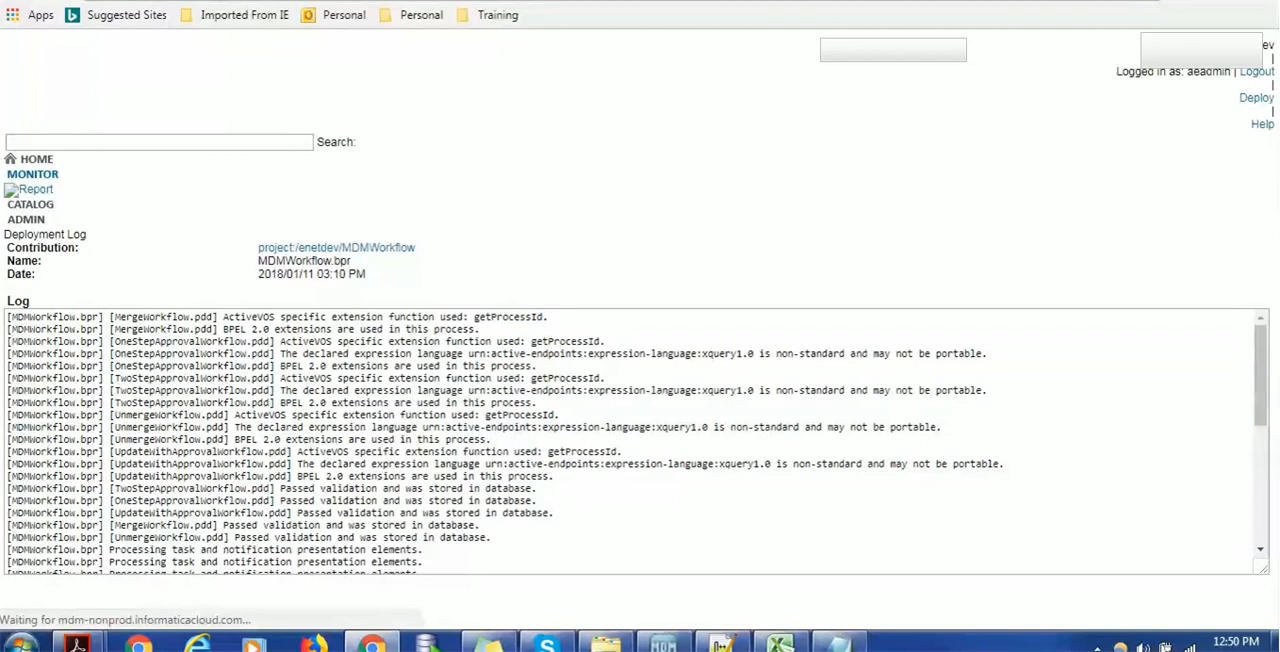 Apps Suggested Sites Imported From IE Personal Personal Training
ev
|
Logged in as: aeadmin | Logout
|
Deploy
|
Help
Search:
HOME
MONITOR
Report
CATALOG
ADMIN
Deployment Log
Contribution: project:/enetdev/MDMWorkflow
Name: MDMWorkflow.bpr
Date: 2018/01/11 03:10 PM
Log
[MDMWorkflow.bpr] [MergeWorkflow.pdd] ActiveVOS specific extension function used: getProcessId.
[MDMWorkflow.bpr] [MergeWorkflow.pdd] BPEL 2.0 extensions are used in this process.
[MDMWorkflow.bpr] [OneStepApprovalWorkflow.pdd] ActiveVOS specific extension function used: getProcessId.
[MDMWorkflow.bpr] [OneStepApprovalWorkflow.pdd] The declared expression language urn:active-endpoints:expression-language:xquery1.0 is non-standard and may not be portable.
[MDMWorkflow.bpr] [OneStepApprovalWorkflow.pdd] BPEL 2.0 extensions are used in this process.
[MDMWorkflow.bpr] [TwoStepApprovalWorkflow.pdd] ActiveVOS specific extension function used: getProcessId.
[MDMWorkflow.bpr] [TwoStepApprovalWorkflow.pdd] The declared expression language urn:active-endpoints:expression-language:xquery1.0 is non-standard and may not be portable.
[MDMWorkflow.bpr] [TwoStepApprovalWorkflow.pdd] BPEL 2.0 extensions are used in this process.
[MDMWorkflow.bpr] [UnmergeWorkflow.pdd] ActiveVOS specific extension function used: getProcessId.
[MDMWorkflow.bpr] [UnmergeWorkflow.pdd] The declared expression language urn:active-endpoints:expression-language:xquery1.0 is non-standard and may not be portable.
[MDMWorkflow.bpr] [UnmergeWorkflow.pdd] BPEL 2.0 extensions are used in this process.
[MDMWorkflow.bpr] [UpdateWithApprovalWorkflow.pdd] ActiveVOS specific extension function used: getProcessId.
[MDMWorkflow.bpr] [UpdateWithApprovalWorkflow.pdd] The declared expression language urn:active-endpoints:expression-language:xquery1.0 is non-standard and may not be portable.
[MDMWorkflow.bpr] [UpdateWithApprovalWorkflow.pdd] BPEL 2.0 extensions are used in this process.
[MDMWorkflow.bpr] [TwoStepApprovalWorkflow.pdd] Passed validation and was stored in database.
[MDMWorkflow.bpr] [OneStepApprovalWorkflow.pdd] Passed validation and was stored in database.
[MDMWorkflow.bpr] [UpdateWithApprovalWorkflow.pdd] Passed validation and was stored in database.
[MDMWorkflow.bpr] [MergeWorkflow.pdd] Passed validation and was stored in database.
[MDMWorkflow.bpr] [UnmergeWorkflow.pdd] Passed validation and was stored in database.
[MDMWorkflow.bpr] Processing task and notification presentation elements.
[MDMWorkflow.bpr] Processing task and notification presentation elements.
[MDMWorkflow.bpr] Processing task and notification presentation elements.
Waiting for mdm-nonprod.informaticacloud.com...
MDM
12:50 PM